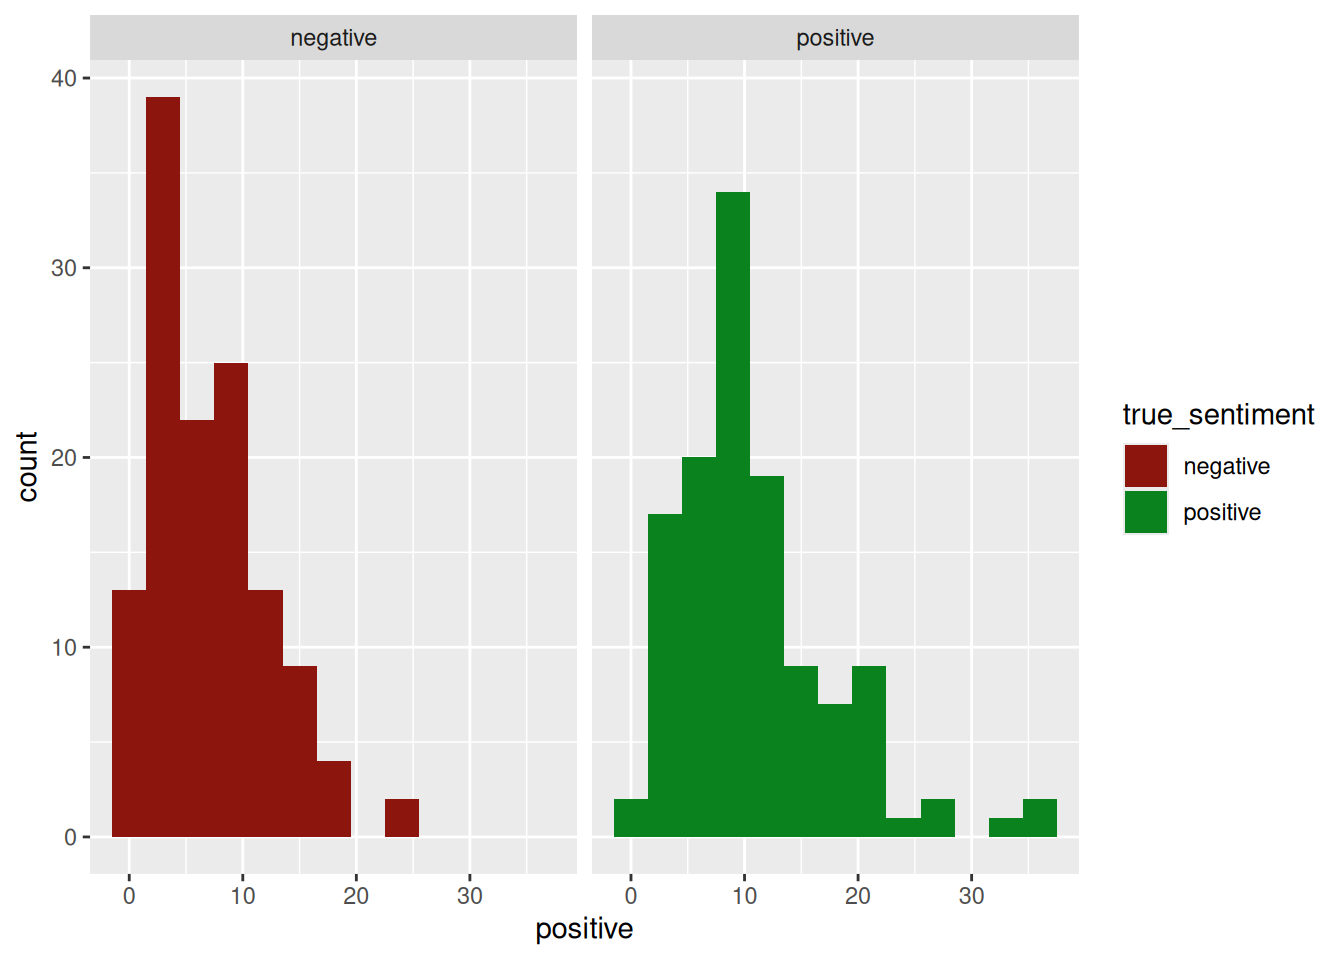 negative positive
40
30
20
10
0
count
0 10 20 30 0 10 20 30
positive
true_sentiment
negative
positive